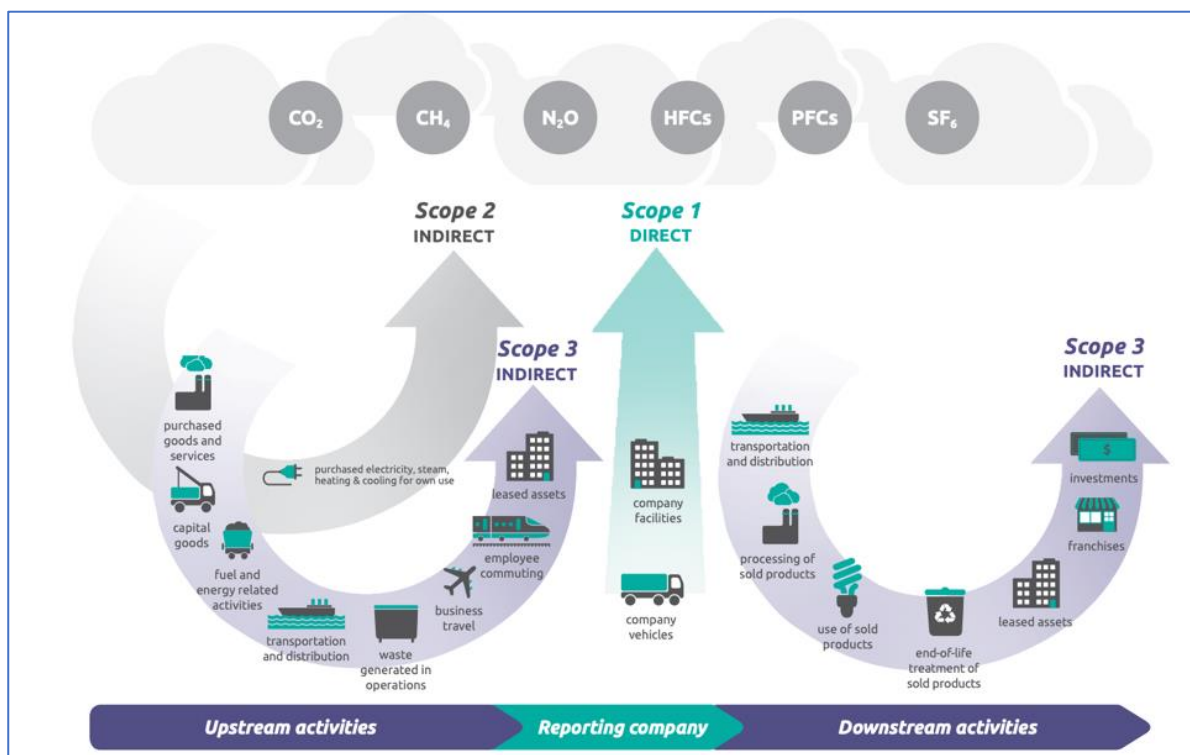 CO₂ CH₄ N₂O HFCs PFCs SF₆
Scope 2
INDIRECT
Scope 1
DIRECT
Scope 3
INDIRECT
Scope 3
INDIRECT
purchased
goods and
services
capital
goods
fuel and
energy related
activities
purchased electricity, steam,
heating & cooling for own use
transportation
and distribution
waste
generated in
operations
business
travel
employee
commuting
leased assets
company
facilities
company
vehicles
transportation
and distribution
processing of
sold products
use of sold
products
end-of-life
treatment of
sold products
leased assets
franchises
$
investments
Upstream activities
Reporting company
Downstream activities